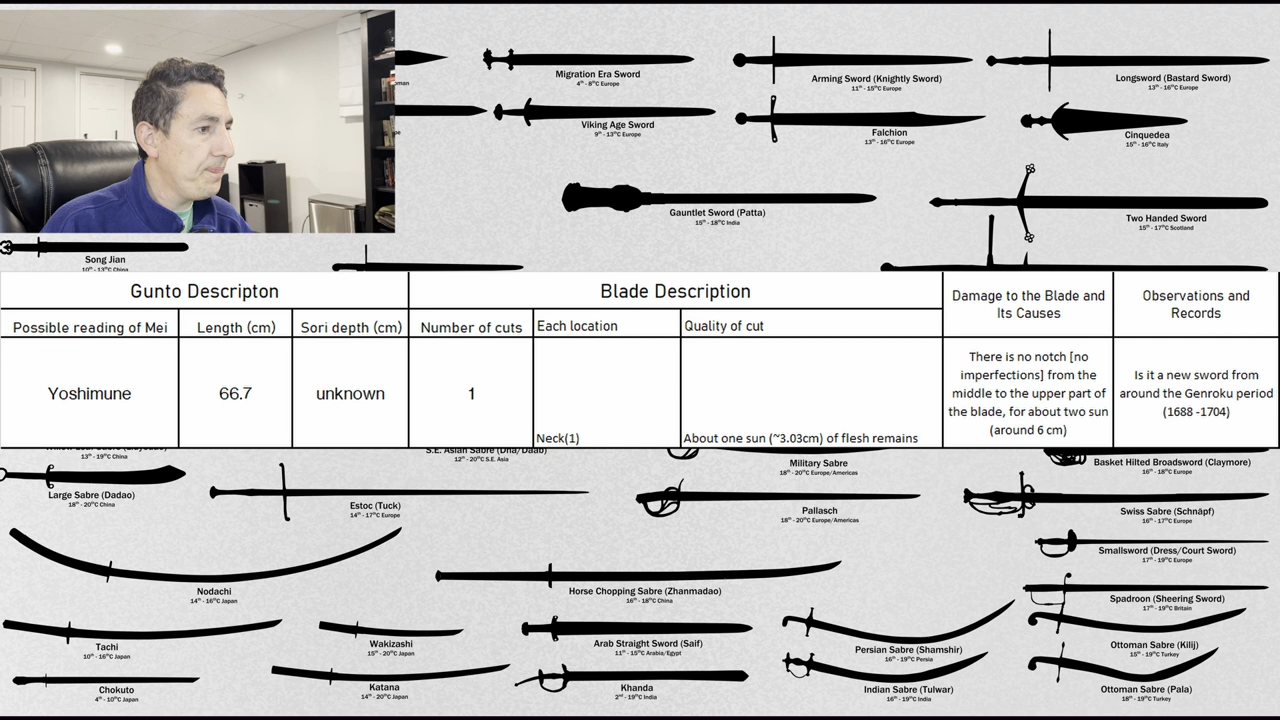 Migration Era Sword
4th - 8thC Europe
Arming Sword (Knightly Sword)
11th - 15thC Europe
Longsword (Bastard Sword)
13th - 16thC Europe
Viking Age Sword
9th - 13thC Europe
Falchion
13th - 16thC Europe
Cinquedea
15th - 16thC Italy
Gauntlet Sword (Patta)
15th - 18thC India
Two Handed Sword
15th - 17thC Scotland
Song Jian
10th - 13thC China
Gunto Descripton
Blade Description
Damage to the Blade and
Its Causes
Observations and
Records
Possible reading of Mei
Length (cm)
Sori depth (cm)
Number of cuts
Each location
Quality of cut
Yoshimune
66.7
unknown
1
Neck(1)
About one sun (~3.03cm) of flesh remains
There is no notch [no
imperfections] from the
middle to the upper part of
the blade, for about two sun
(around 6 cm)
Is it a new sword from
around the Genroku period
(1688 -1704)
13th - 19thC China
S.E. Asian Sword (Dha/Daab)
12th - 20thC S.E. Asia
Military Sabre
18th - 20thC Europe/Americas
Basket Hilted Broadsword (Claymore)
16th - 18thC Europe
Large Sabre (Dadao)
18th - 20thC China
Estoc (Tuck)
14th - 17thC Europe
Pallasch
18th - 20thC Europe/Americas
Swiss Sabre (Schnäpf)
16th - 17thC Europe
Smallsword (Dress/Court Sword)
17th - 19thC Europe
Nodachi
14th - 16thC Japan
Horse Chopping Sabre (Zhanmadao)
16th - 18thC China
Spadroon (Sheering Sword)
17th - 19thC Britain
Tachi
10th - 16thC Japan
Wakizashi
15th - 20thC Japan
Arab Straight Sword (Saif)
11th - 15thC Arabia/Egypt
Persian Sabre (Shamshir)
16th - 19thC Persia
Ottoman Sabre (Kilij)
15th - 19thC Turkey
Chokuto
4th - 10thC Japan
Katana
14th - 20thC Japan
Khanda
2nd - 19thC India
Indian Sabre (Tulwar)
16th - 19thC India
Ottoman Sabre (Pala)
18th - 19thC Turkey